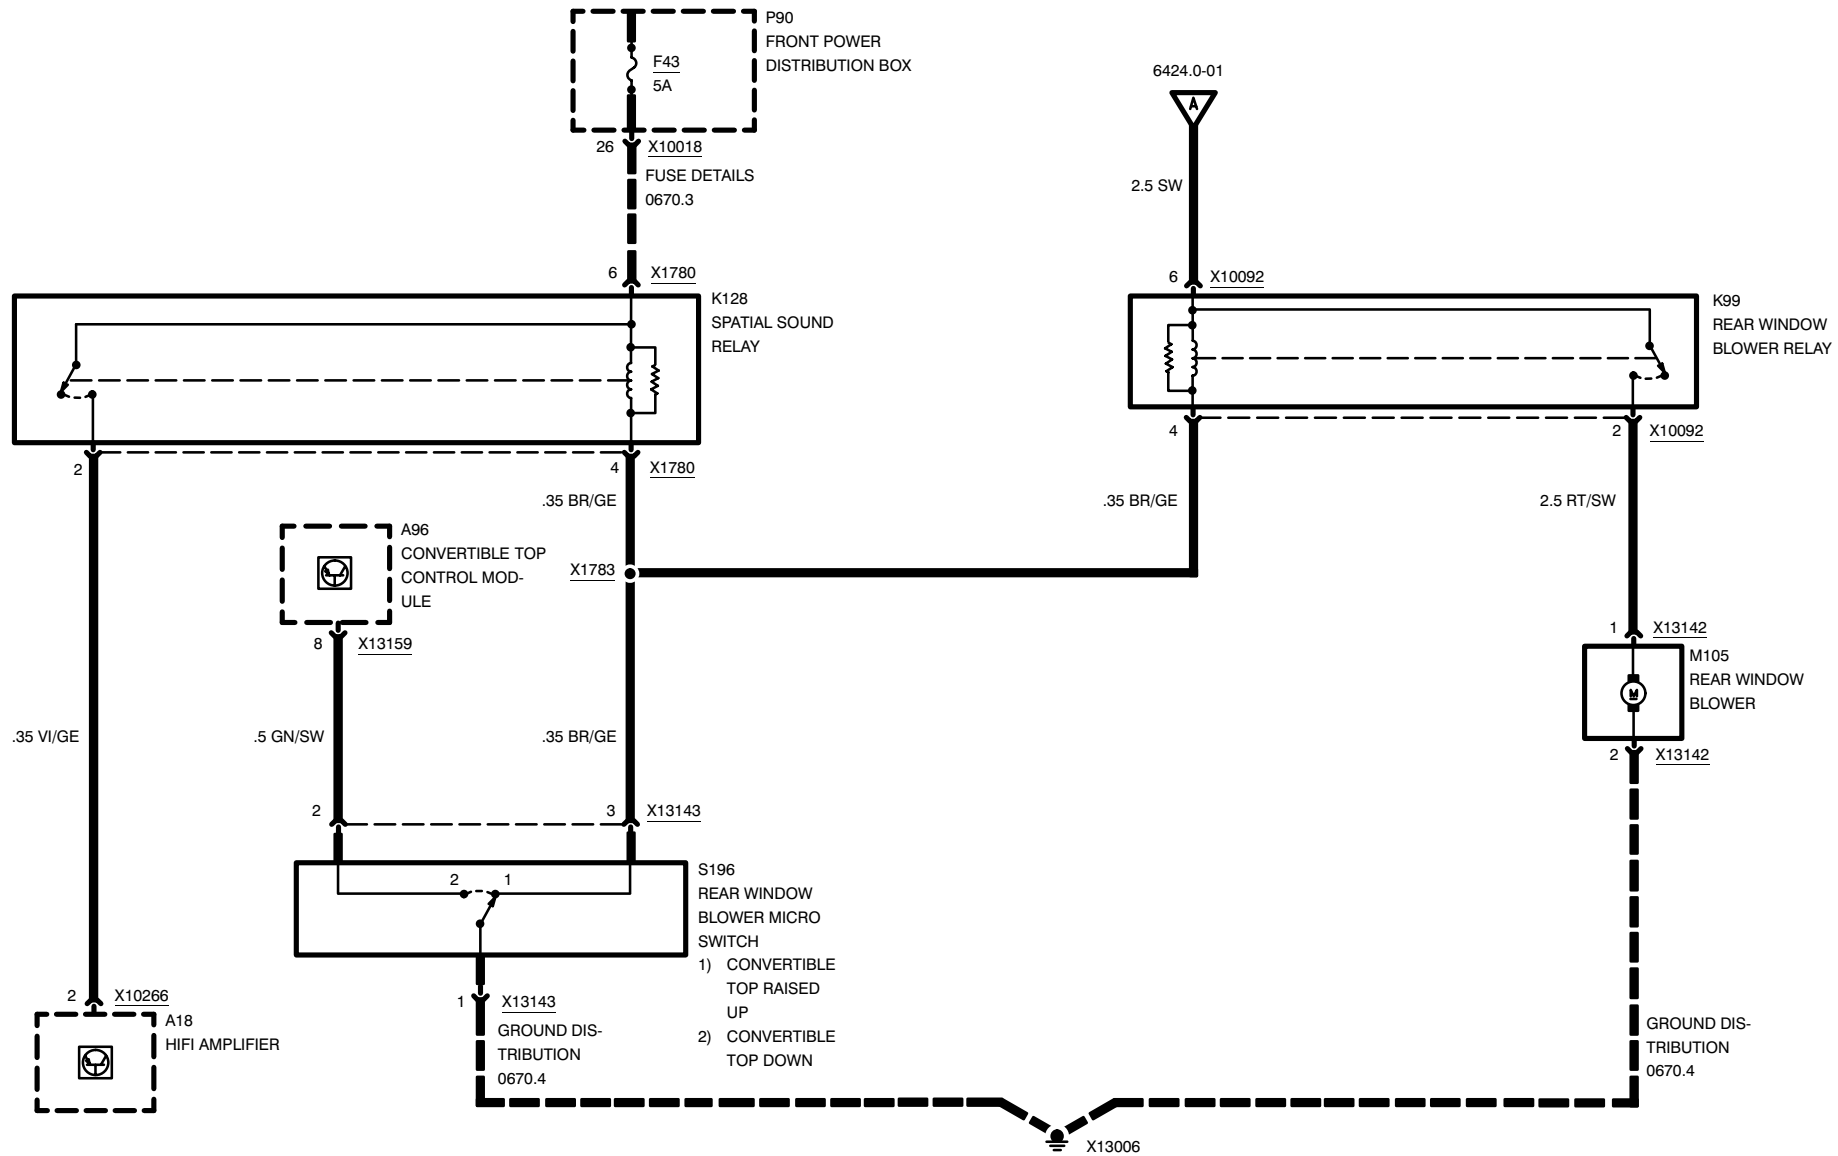 P90
FRONT POWER
DISTRIBUTION BOX
F43
5A
26
X10018
FUSE DETAILS
0670.3
6424.0-01
A
2.5 SW
6
X1780
6
X10092
K128
SPATIAL SOUND
RELAY
K99
REAR WINDOW
BLOWER RELAY
2
4
X1780
4
2
X10092
.35 BR/GE
.35 BR/GE
2.5 RT/SW
A96
CONVERTIBLE TOP
CONTROL MOD-
ULE
X1783
8
X13159
1
X13142
M105
REAR WINDOW
BLOWER
M
.35 VI/GE
.5 GN/SW
.35 BR/GE
2
X13142
2
3
X13143
2
1
S196
REAR WINDOW
BLOWER MICRO
SWITCH
1) CONVERTIBLE
TOP RAISED
UP
2) CONVERTIBLE
TOP DOWN
2
X10266
A18
HIFI AMPLIFIER
1
X13143
GROUND DIS-
TRIBUTION
0670.4
GROUND DIS-
TRIBUTION
0670.4
X13006